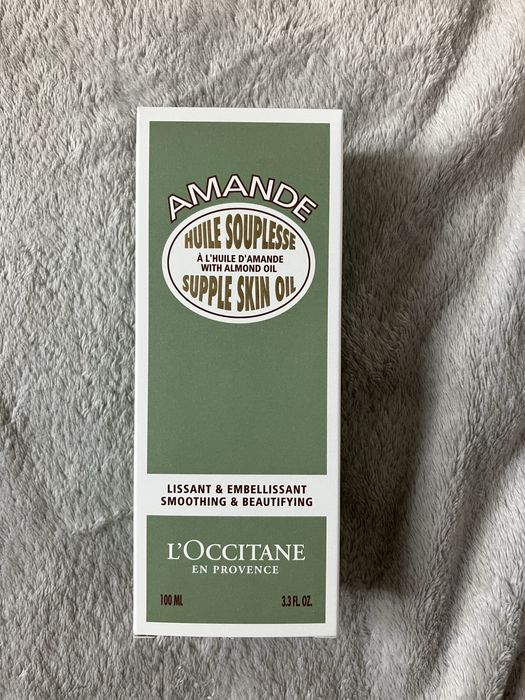 AMANDE
HUILE SOUPLESSE
À L'HUILE D'AMANDE
WITH ALMOND OIL
SUPPLE SKIN OIL
LISSANT & EMBELLISSANT
SMOOTHING & BEAUTIFYING
L'OCCITANE
EN PROVENCE
100 ML 3.3 FL. OZ.